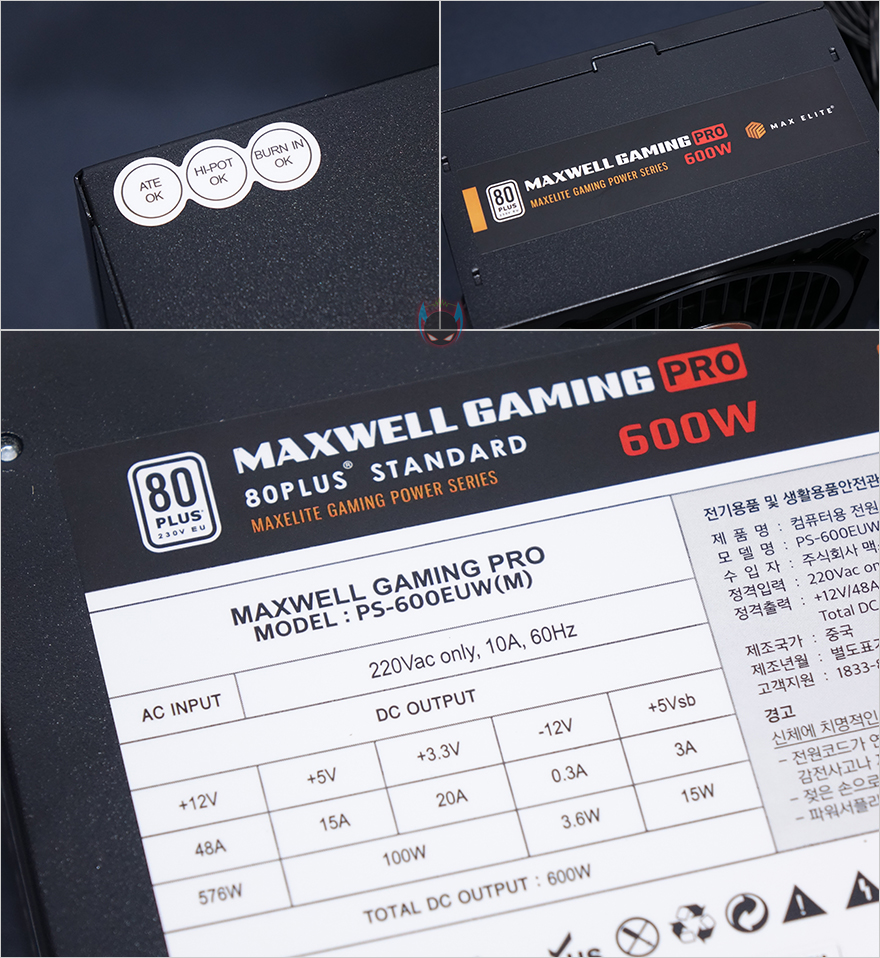 ATE
OK
HI-POT
OK
BURN IN
OK
80
PLUS
MAXWELL GAMING PRO
600W
MAXELITE GAMING POWER SERIES
MAX ELITE
80
PLUS
230V EU
MAXWELL GAMING PRO
80PLUS® STANDARD
600W
MAXELITE GAMING POWER SERIES
MAXWELL GAMING PRO
MODEL : PS-600EUW(M)
AC INPUT
220Vac only, 10A, 60Hz
DC OUTPUT
+12V +5V +3.3V -12V +5Vsb
48A 15A 20A 0.3A 3A
576W 100W 3.6W 15W
TOTAL DC OUTPUT : 600W
전기용품 및 생활용품안전관
제 품 명 : 컴퓨터용 전원
모 델 명 : PS-600EUW
수 입 자 : 주식회사 맥
정격입력 : 220Vac on
정격출력 : +12V/48A
Total DC
제조국가 : 중국
제조년월 : 별도표기
고객지원 : 1833-
경고
신체에 치명적인
- 전원코드가
감전사고나
- 젖은 손으로
- 파워서플라